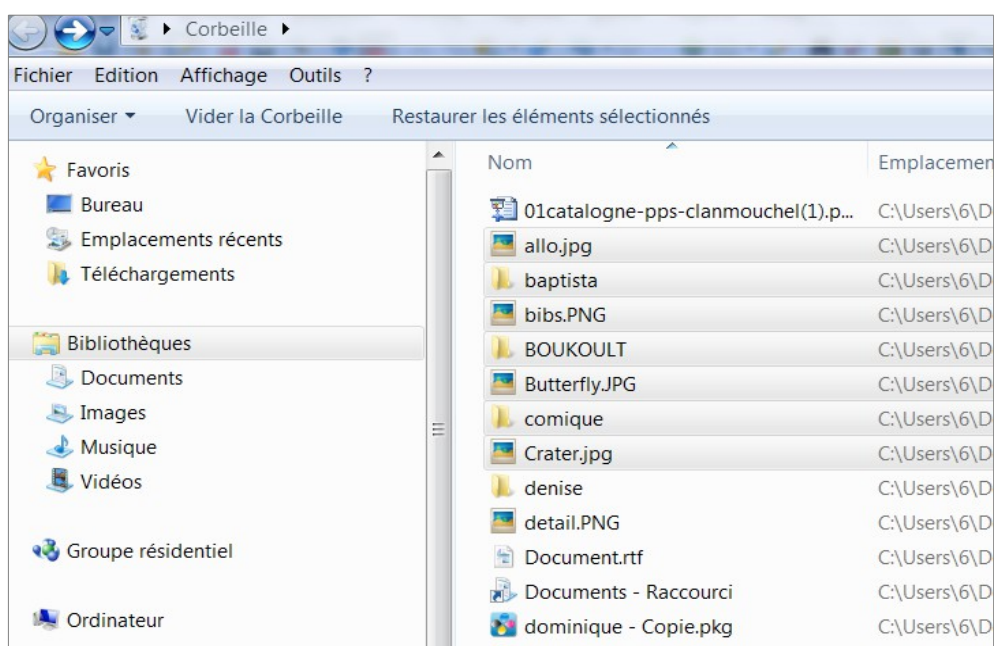 Corbeille
Fichier Edition Affichage Outils ?
Organiser Vider la Corbeille Restaurer les éléments sélectionnés
Favoris
Bureau
Emplacements récents
Téléchargements
Bibliothèques
Documents
Images
Musique
Vidéos
Groupe résidentiel
Ordinateur
Nom Emplacemen
01catalogne-pps-clanmouchel(1).p... C:\Users\6\D
allo.jpg C:\Users\6\D
baptista C:\Users\6\D
bibs.PNG C:\Users\6\D
BOUKOULT C:\Users\6\D
Butterfly.JPG C:\Users\6\D
comique C:\Users\6\D
Crater.jpg C:\Users\6\D
denise C:\Users\6\D
detail.PNG C:\Users\6\D
Document.rtf C:\Users\6\D
Documents - Raccourci C:\Users\6\D
dominique - Copie.pkg C:\Users\6\D